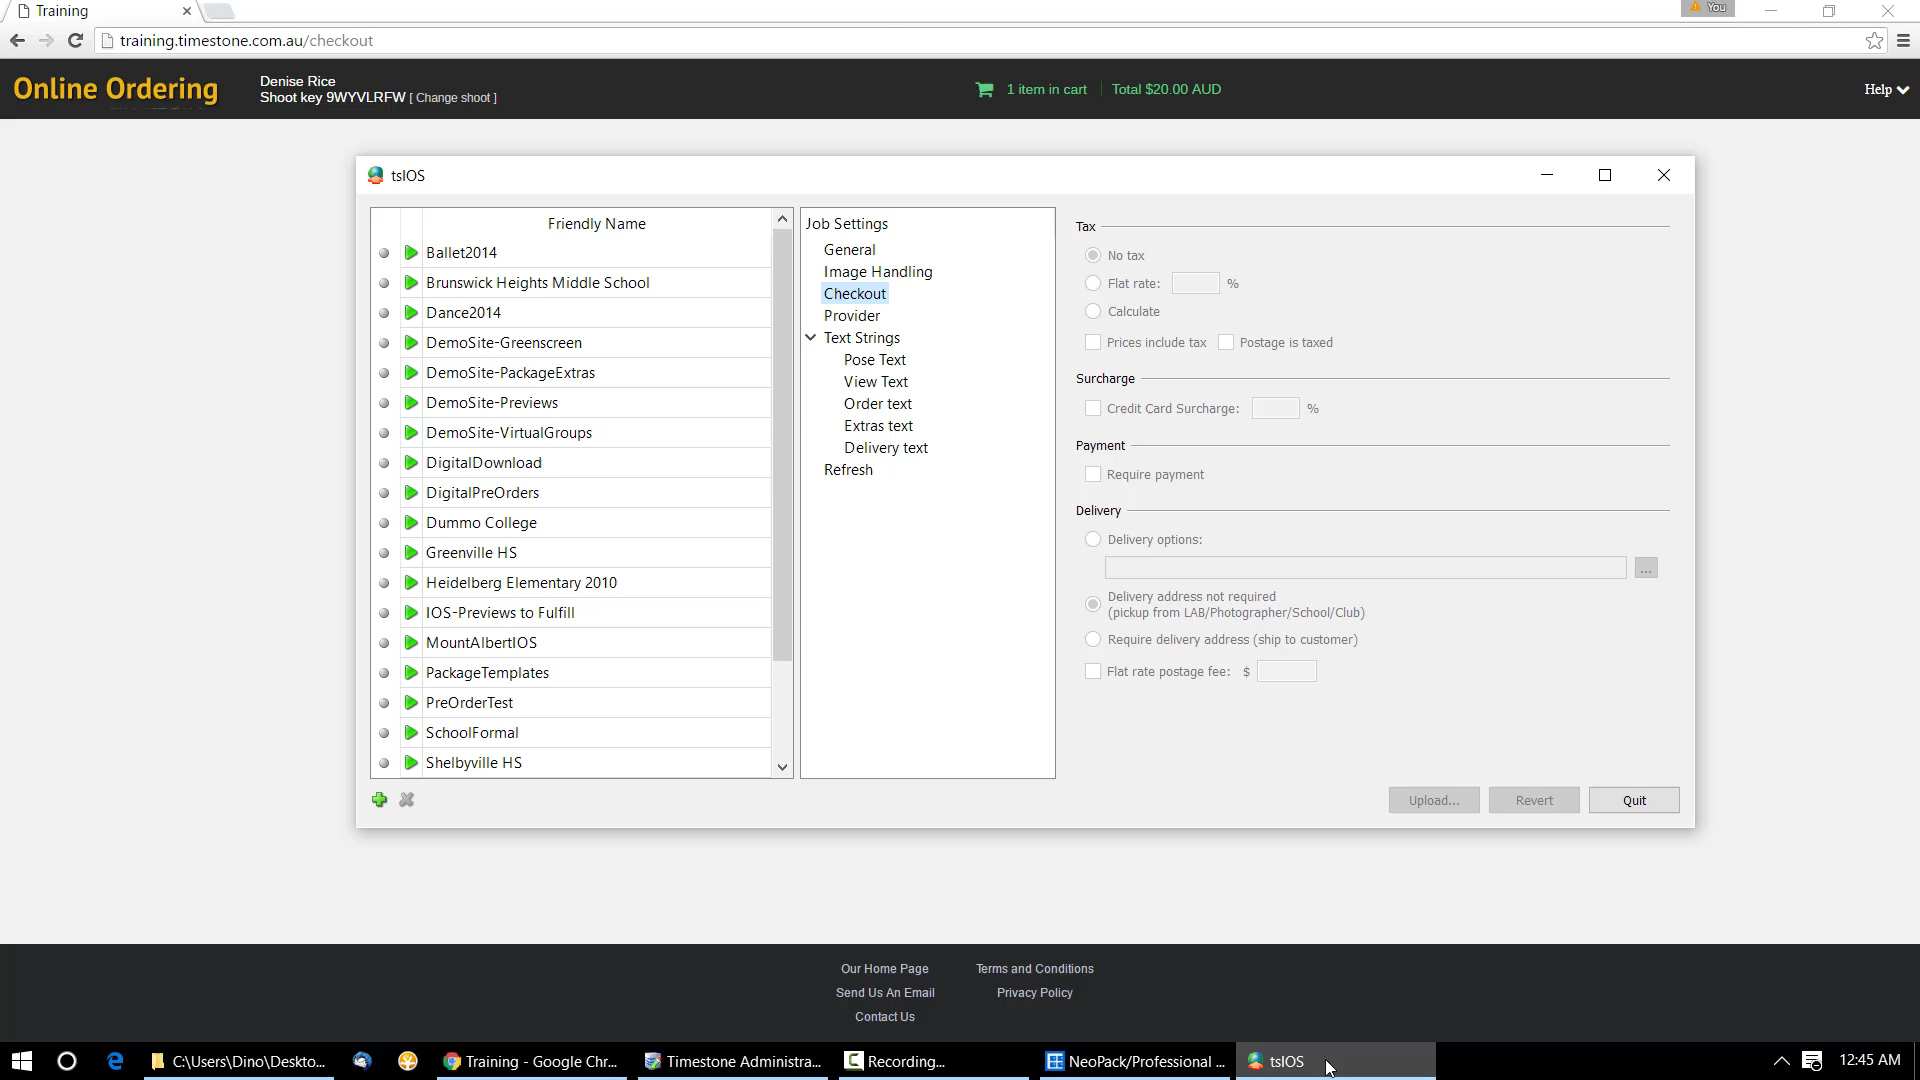 Training
You
training.timestone.com.au/checkout
Online Ordering
Denise Rice
Shoot key 9WYVLRFW [ Change shoot ]
1 item in cart
Total $20.00 AUD
Help
tsIOS
Friendly Name
Ballet2014
Brunswick Heights Middle School
Dance2014
DemoSite-Greenscreen
DemoSite-PackageExtras
DemoSite-Previews
DemoSite-VirtualGroups
DigitalDownload
DigitalPreOrders
Dummo College
Greenville HS
Heidelberg Elementary 2010
IOS-Previews to Fulfill
MountAlbertIOS
PackageTemplates
PreOrderTest
SchoolFormal
Shelbyville HS
Job Settings
General
Image Handling
Checkout
Provider
Text Strings
Pose Text
View Text
Order text
Extras text
Delivery text
Refresh
Tax
No tax
Flat rate: %
Calculate
Prices include tax Postage is taxed
Surcharge
Credit Card Surcharge: %
Payment
Require payment
Delivery
Delivery options:
...
Delivery address not required
(pickup from LAB/Photographer/School/Club)
Require delivery address (ship to customer)
Flat rate postage fee: $
Upload... Revert Quit
Our Home Page
Send Us An Email
Contact Us
Terms and Conditions
Privacy Policy
C:\Users\Dino\Deskto...
Training - Google Chr...
Timestone Administra...
Recording...
NeoPack/Professional ...
tsIOS
12:45 AM